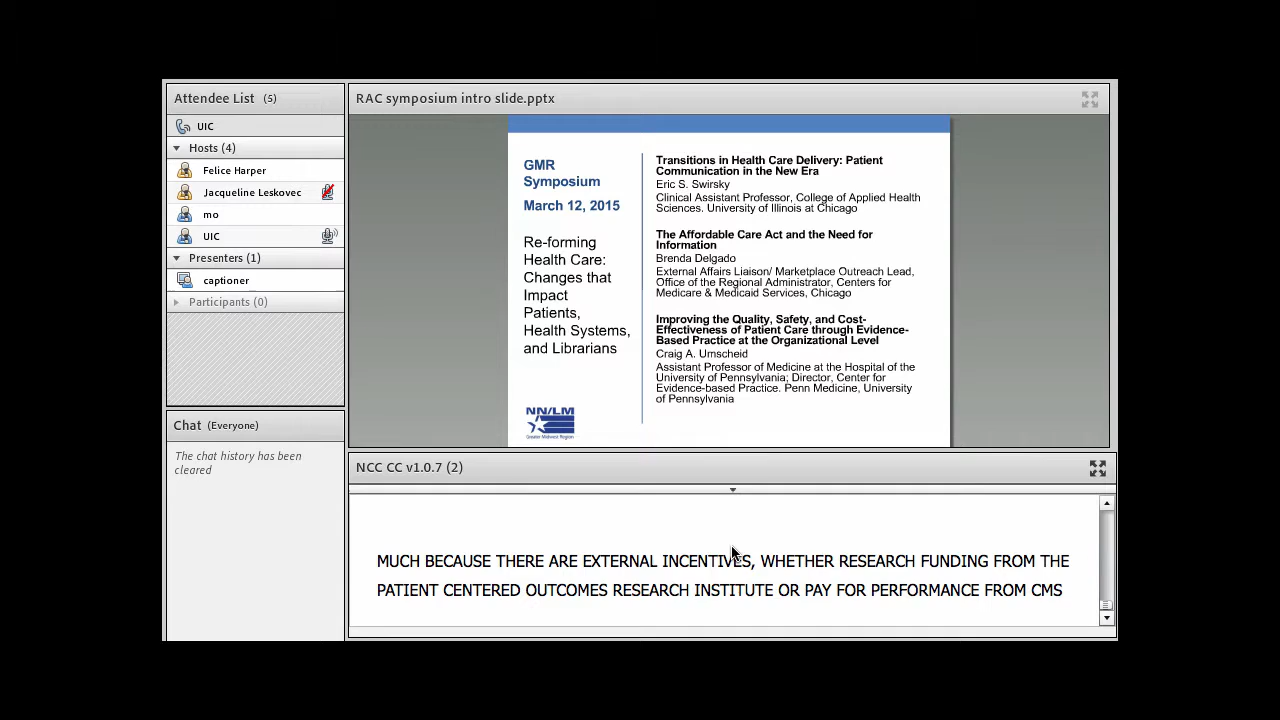 Attendee List (5)
UIC
Hosts (4)
Felice Harper
Jacqueline Leskovec
mo
UIC
Presenters (1)
captioner
Participants (0)
Chat (Everyone)
The chat history has been
cleared
RAC symposium intro slide.pptx
GMR
Symposium
March 12, 2015
Re-forming
Health Care:
Changes that
Impact
Patients,
Health Systems,
and Librarians
NN/LM
Greater Midwest Region
Transitions in Health Care Delivery: Patient
Communication in the New Era
Eric S. Swirsky
Clinical Assistant Professor, College of Applied Health
Sciences. University of Illinois at Chicago
The Affordable Care Act and the Need for
Information
Brenda Delgado
External Affairs Liaison/ Marketplace Outreach Lead,
Office of the Regional Administrator, Centers for
Medicare & Medicaid Services, Chicago
Improving the Quality, Safety, and Cost-
Effectiveness of Patient Care through Evidence-
Based Practice at the Organizational Level
Craig A. Umscheid
Assistant Professor of Medicine at the Hospital of the
University of Pennsylvania; Director, Center for
Evidence-based Practice. Penn Medicine, University
of Pennsylvania
NCC CC v1.0.7 (2)
MUCH BECAUSE THERE ARE EXTERNAL INCENTIVES, WHETHER RESEARCH FUNDING FROM THE
PATIENT CENTERED OUTCOMES RESEARCH INSTITUTE OR PAY FOR PERFORMANCE FROM CMS